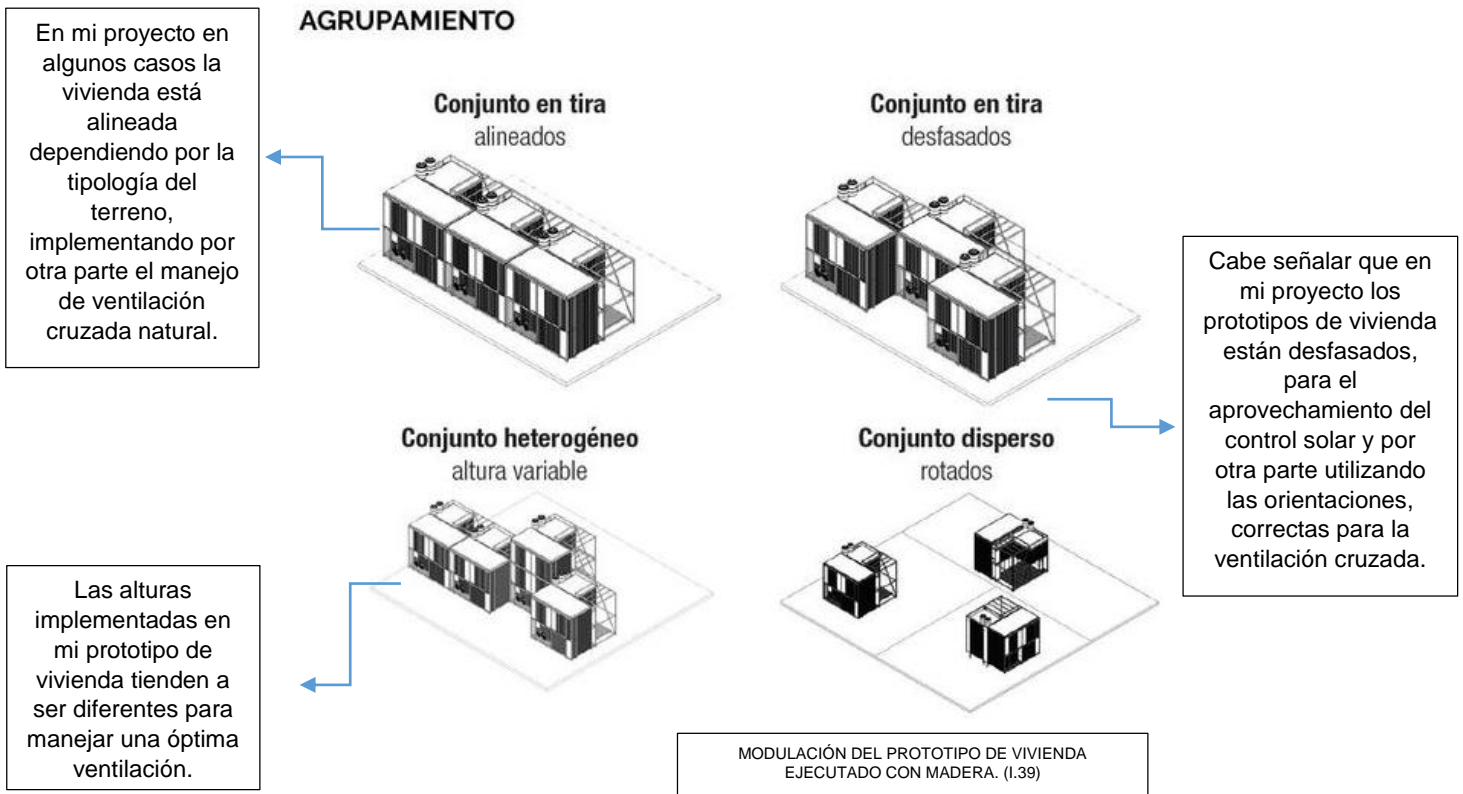 AGRUPAMIENTO
En mi proyecto en
algunos casos la
vivienda está
alineada
dependiendo por la
tipología del
terreno,
implementando por
otra parte el manejo
de ventilación
cruzada natural.
Conjunto en tira
alineados
Conjunto en tira
desfasados
Cabe señalar que en
mi proyecto los
prototipos de vivienda
están desfasados,
para el
aprovechamiento del
control solar y por
otra parte utilizando
las orientaciones,
correctas para la
ventilación cruzada.
Conjunto heterogéneo
altura variable
Conjunto disperso
rotados
Las alturas
implementadas en
mi prototipo de
vivienda tienden a
ser diferentes para
manejar una óptima
ventilación.
MODULACIÓN DEL PROTOTIPO DE VIVIENDA
EJECUTADO CON MADERA. (I.39)